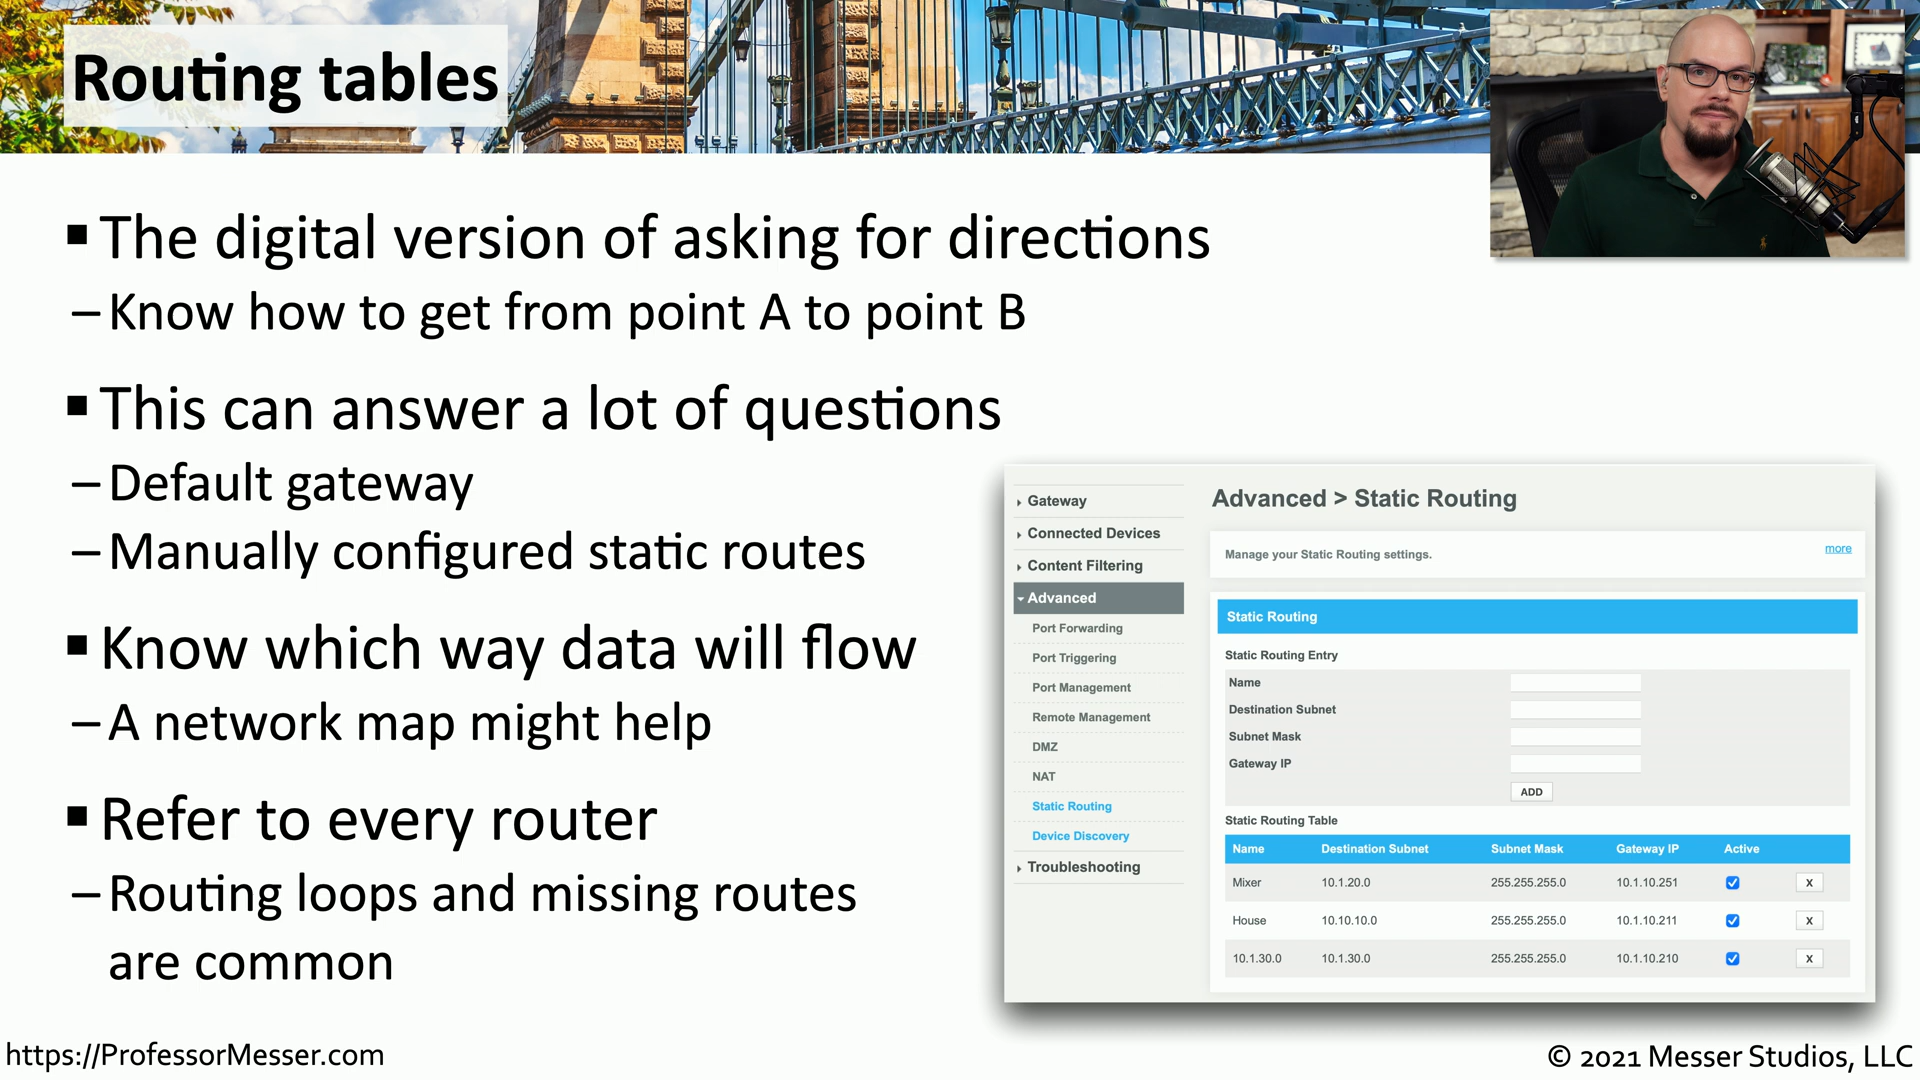 Routing tables
▪ The digital version of asking for directions
– Know how to get from point A to point B
▪ This can answer a lot of questions
– Default gateway
– Manually configured static routes
▪ Know which way data will flow
– A network map might help
▪ Refer to every router
– Routing loops and missing routes
are common
Gateway
Connected Devices
Content Filtering
Advanced
Port Forwarding
Port Triggering
Port Management
Remote Management
DMZ
NAT
Static Routing
Device Discovery
Troubleshooting
Advanced > Static Routing
Manage your Static Routing settings. more
Static Routing
Static Routing Entry
Name
Destination Subnet
Subnet Mask
Gateway IP
ADD
Static Routing Table
Name Destination Subnet Subnet Mask Gateway IP Active
Mixer 10.1.20.0 255.255.255.0 10.1.10.251 X
House 10.10.10.0 255.255.255.0 10.1.10.211 X
10.1.30.0 10.1.30.0 255.255.255.0 10.1.10.210 X
https://ProfessorMesser.com
© 2021 Messer Studios, LLC